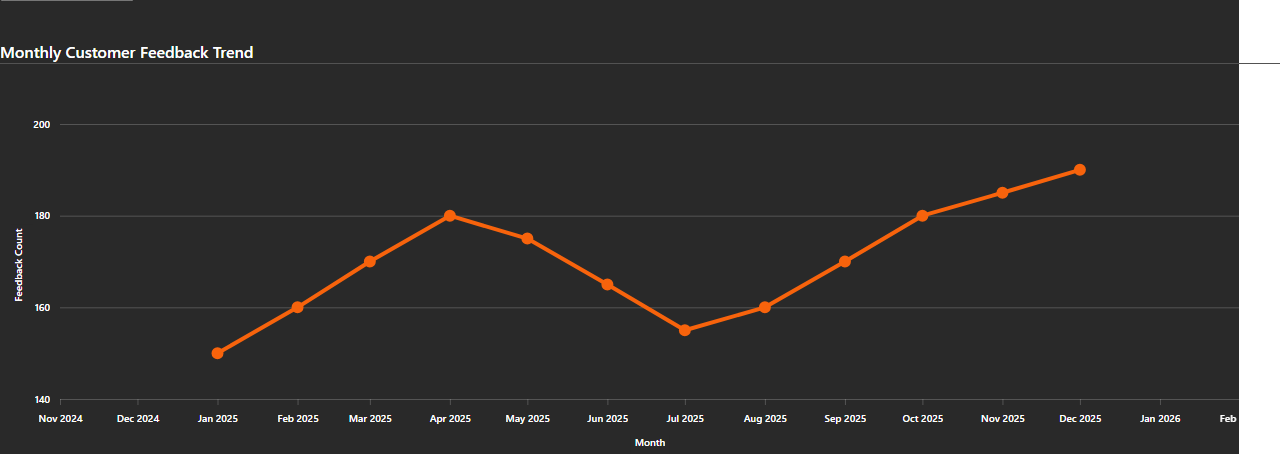 Monthly Customer Feedback Trend
200
180
160
140
Feedback Count
Nov 2024 Dec 2024 Jan 2025 Feb 2025 Mar 2025 Apr 2025 May 2025 Jun 2025 Jul 2025 Aug 2025 Sep 2025 Oct 2025 Nov 2025 Dec 2025 Jan 2026 Feb
Month